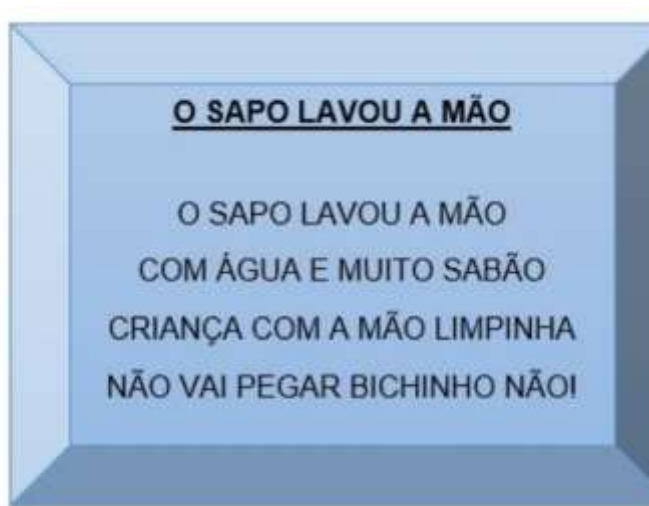 O SAPO LAVOU A MÃO
O SAPO LAVOU A MÃO
COM ÁGUA E MUITO SABÃO
CRIANÇA COM A MÃO LIMPINHA
NÃO VAI PEGAR BICHINHO NÃO!